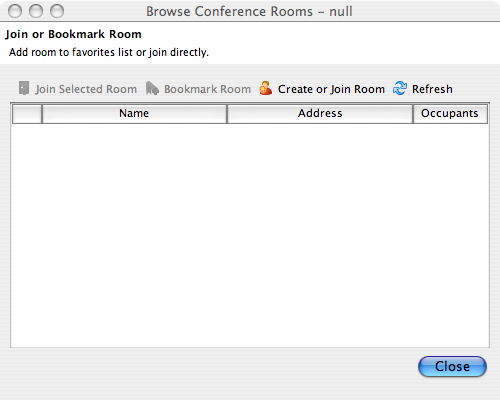 Browse Conference Rooms – null
Join or Bookmark Room
Add room to favorites list or join directly.
Join Selected Room Bookmark Room Create or Join Room Refresh
Name Address Occupants
Close